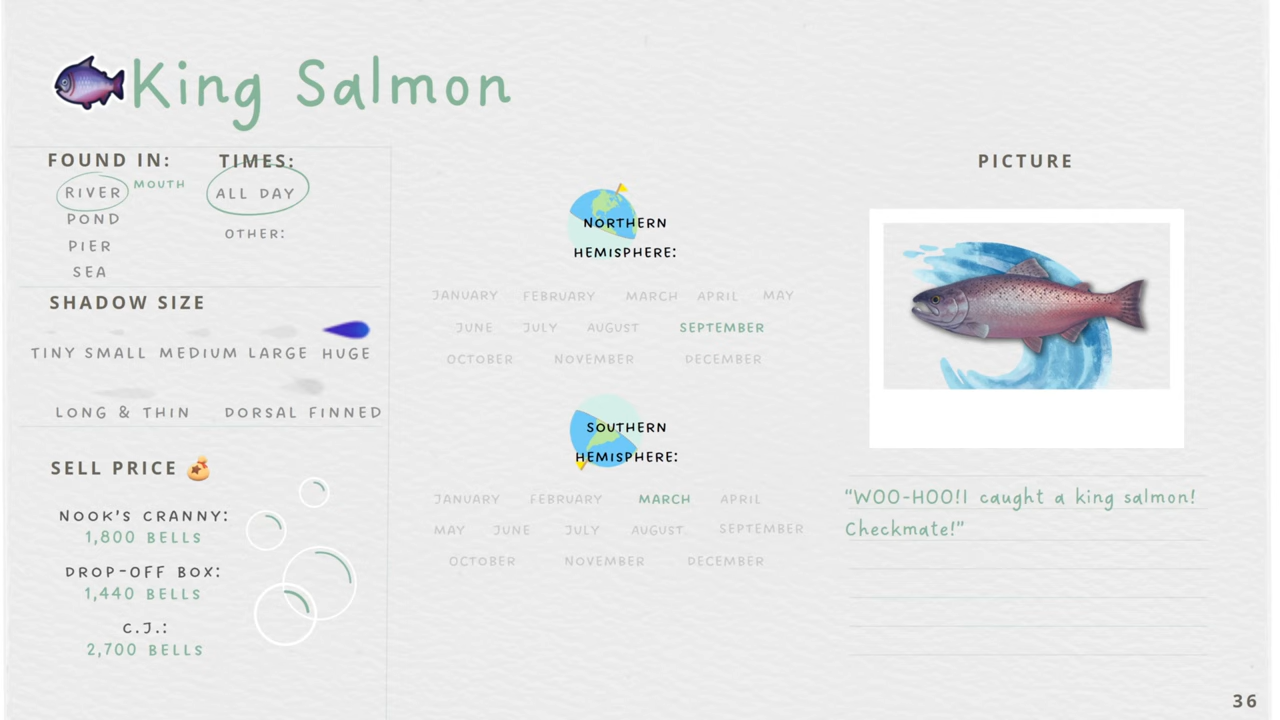 King Salmon
FOUND IN:
RIVER MOUTH
POND
PIER
SEA
TIMES:
ALL DAY
OTHER:
SHADOW SIZE
TINY SMALL MEDIUM LARGE HUGE
LONG & THIN DORSAL FINNED
SELL PRICE
NOOK'S CRANNY:
1,800 BELLS
DROP-OFF BOX:
1,440 BELLS
C.J.:
2,700 BELLS
NORTHERN
HEMISPHERE:
JANUARY FEBRUARY MARCH APRIL MAY
JUNE JULY AUGUST SEPTEMBER
OCTOBER NOVEMBER DECEMBER
SOUTHERN
HEMISPHERE:
JANUARY FEBRUARY MARCH APRIL
MAY JUNE JULY AUGUST SEPTEMBER
OCTOBER NOVEMBER DECEMBER
PICTURE
“WOO-HOO!I caught a king salmon!
Checkmate!”
36